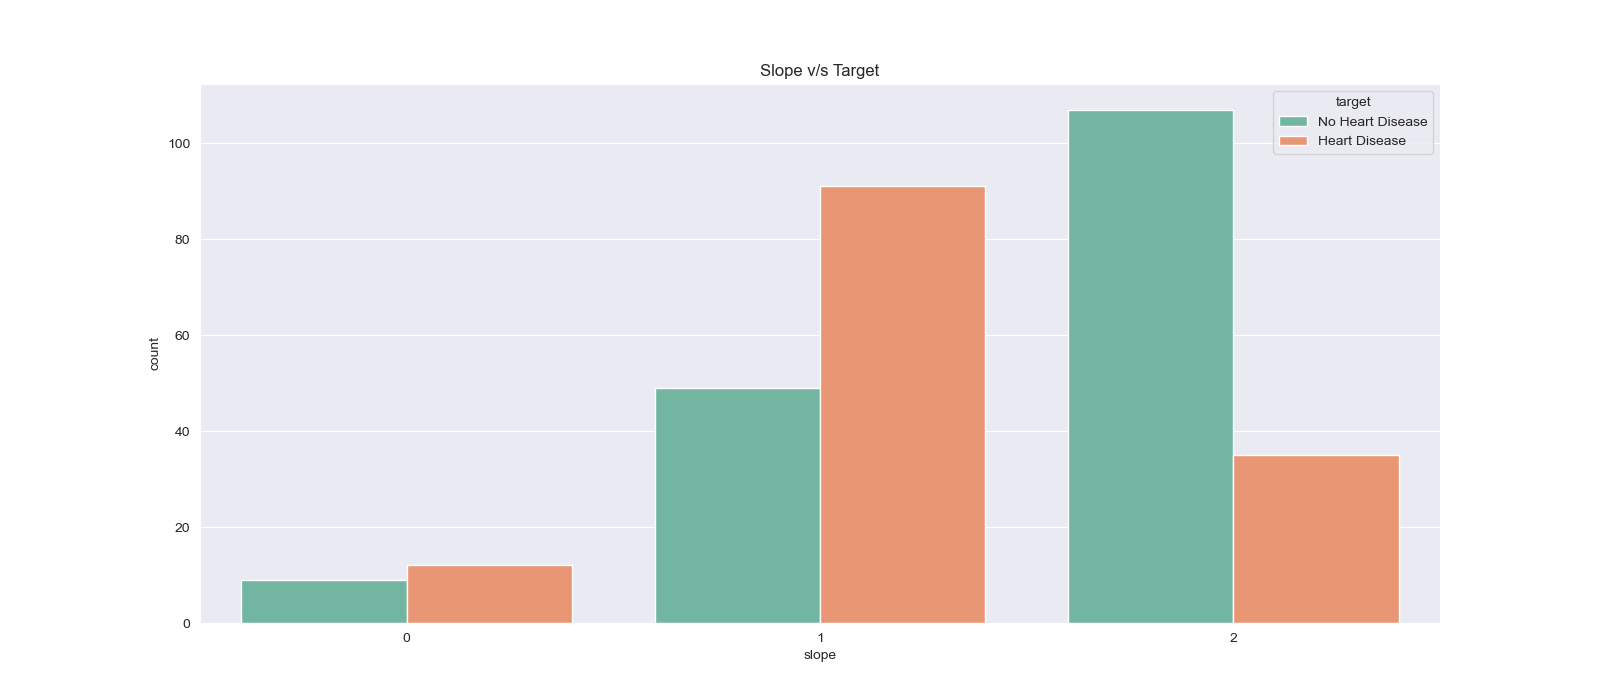 Slope v/s Target
target
No Heart Disease
Heart Disease
100
80
60
40
20
0
count
0 1 2
slope